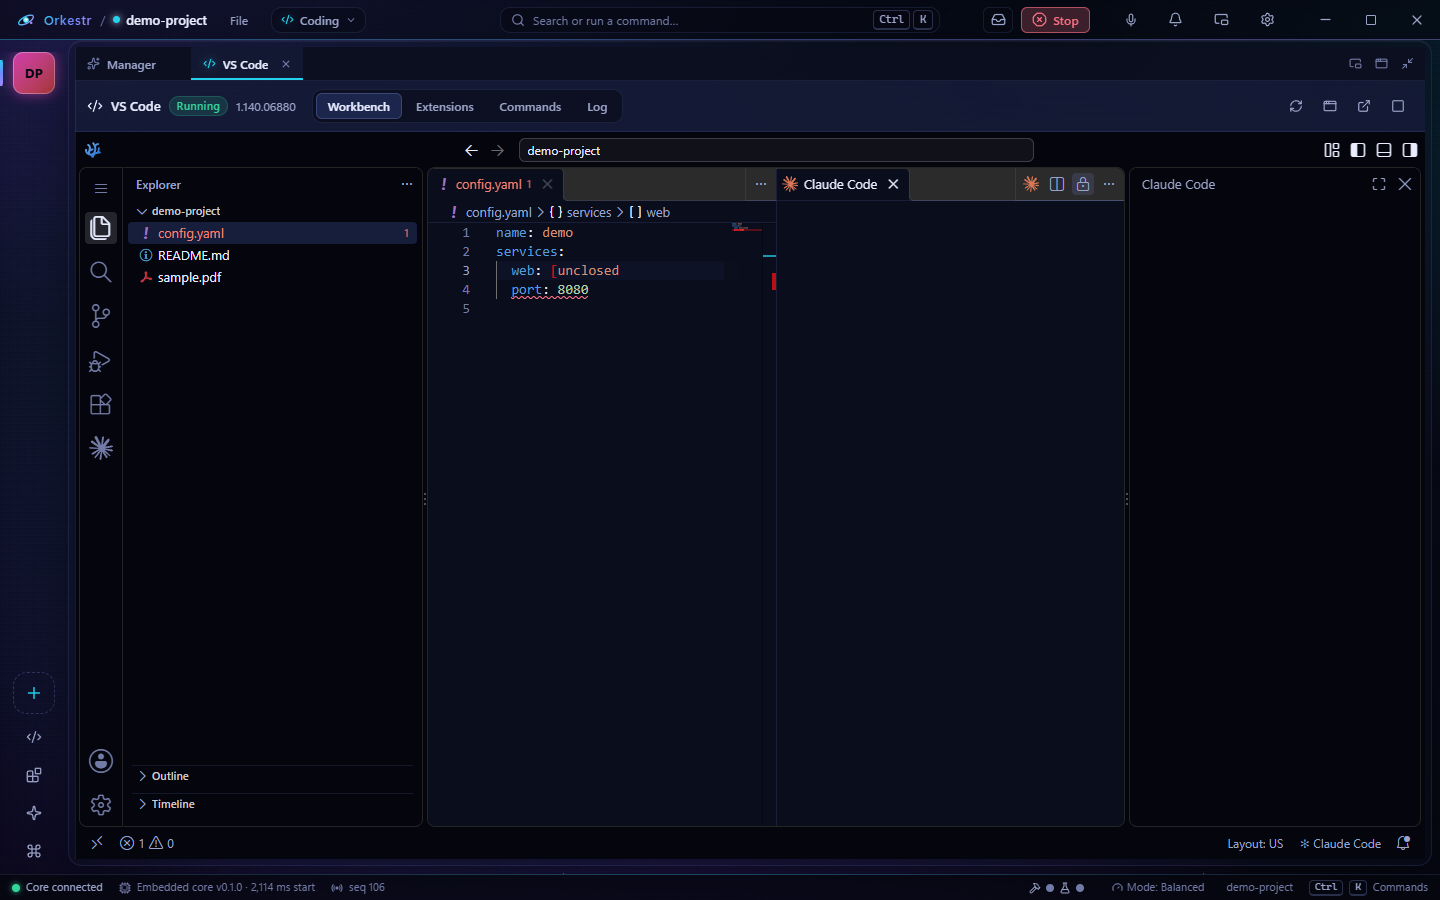 Orkestr / demo-project File Coding Search or run a command... Ctrl K Stop
DP
Manager VS Code
VS Code Running 1.140.06880 Workbench Extensions Commands Log
demo-project
Explorer
demo-project
config.yaml 1
README.md
sample.pdf
Outline
Timeline
config.yaml 1
config.yaml > {} services > [] web
1 name: demo
2 services:
3 web: [unclosed
4 port: 8080
5
Claude Code
Claude Code
1 0
Layout: US Claude Code
Core connected Embedded core v0.1.0 · 2,114 ms start seq 106 Mode: Balanced demo-project Ctrl K Commands